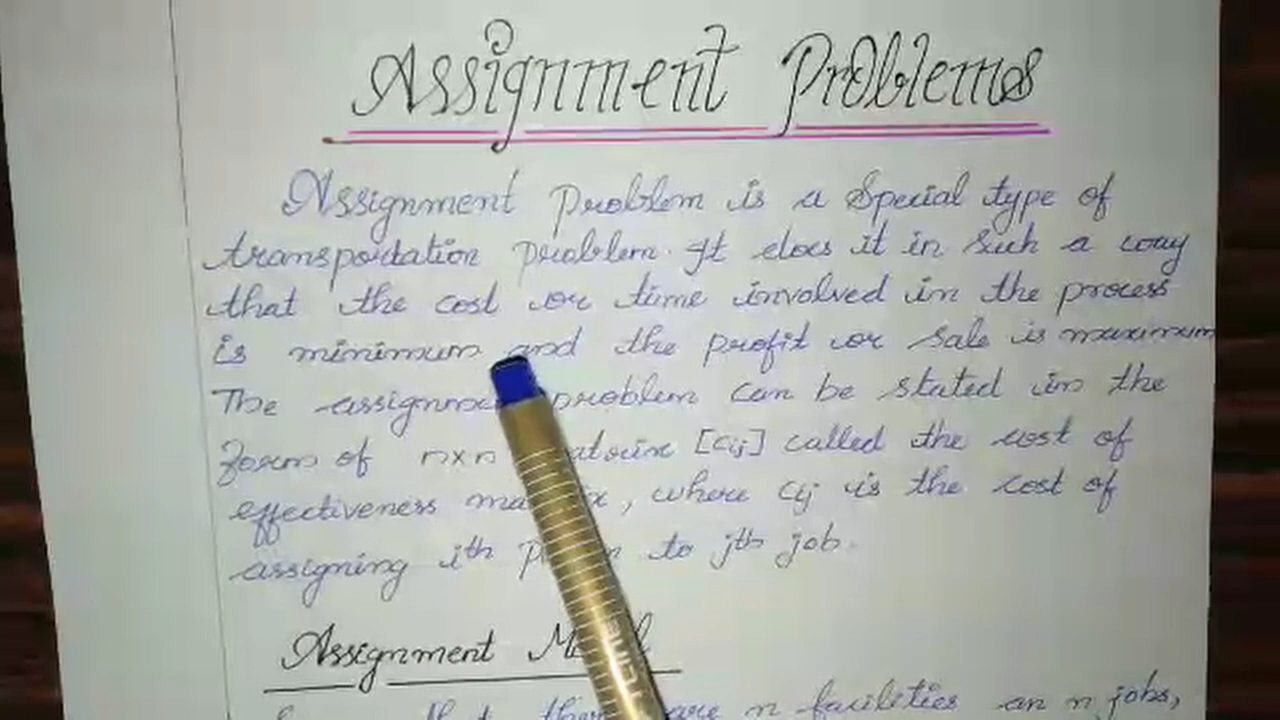 Assignment Problems
Assignment problem is a Special type of
transportation problem. It does it in such a way
that the cost or time involved in the process
is minimum and the profit or sale is maximum
The problem can be stated in the
form of n×n [Cij] called the cost of
effectiveness , where Cij is the cost of
assigning ith to jth job.
Assignment
are n facilities an n jobs,